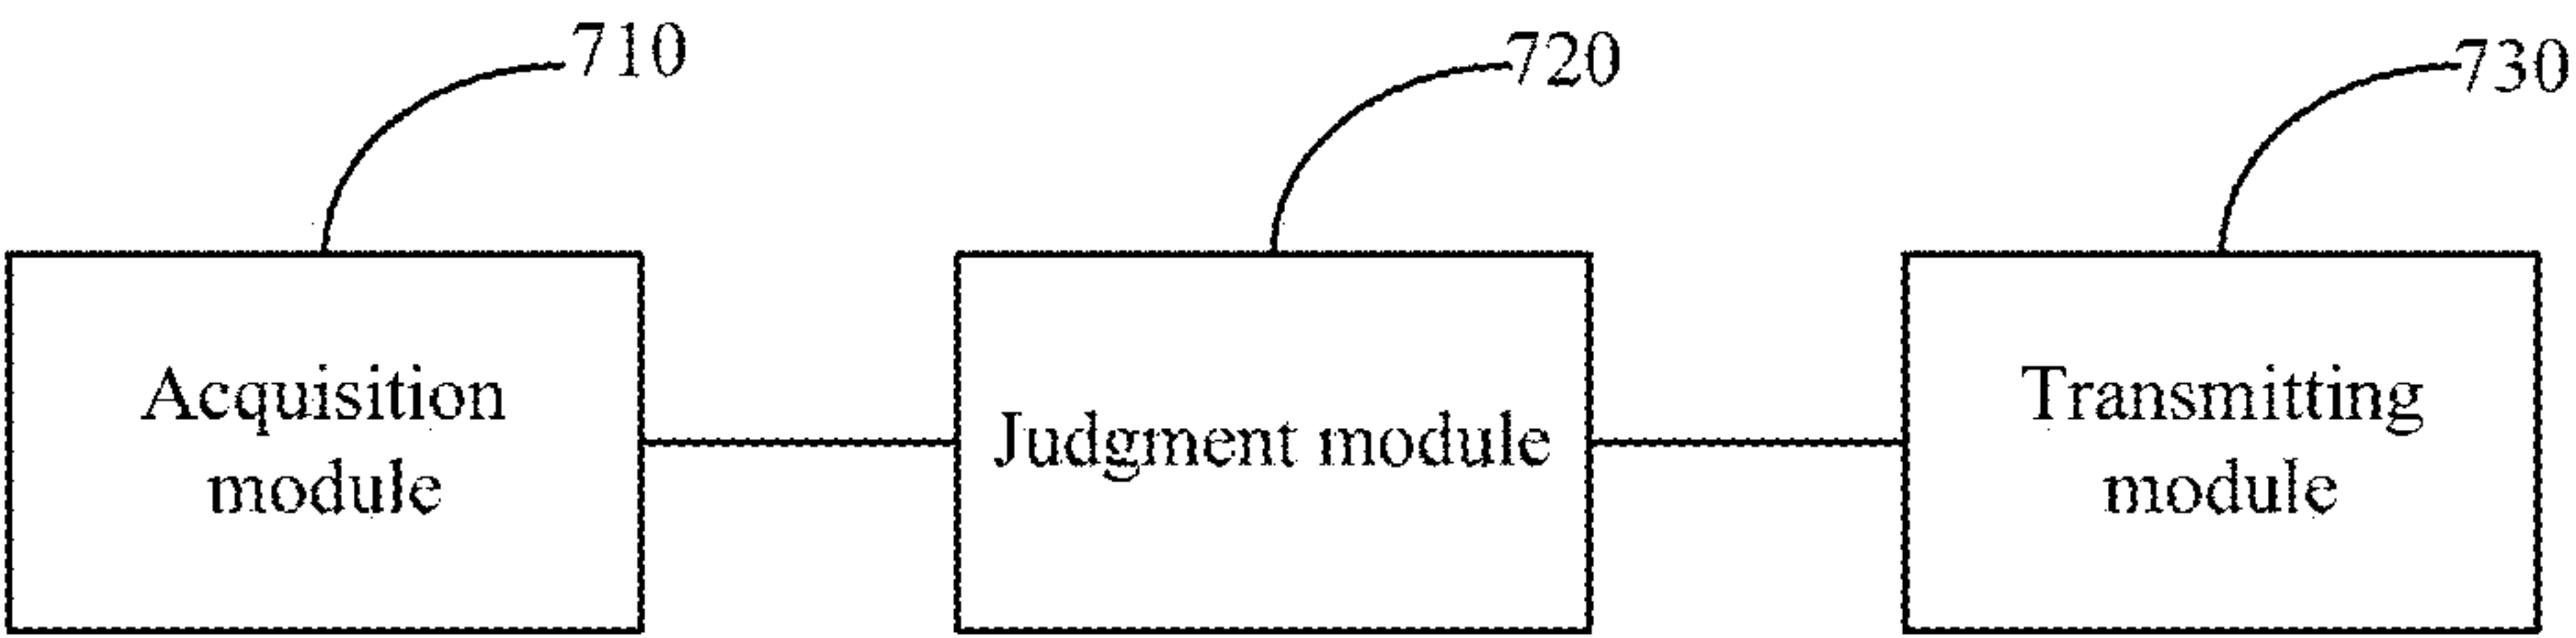 710
720
730
Acquisition
module
Judgment module
Transmitting
module